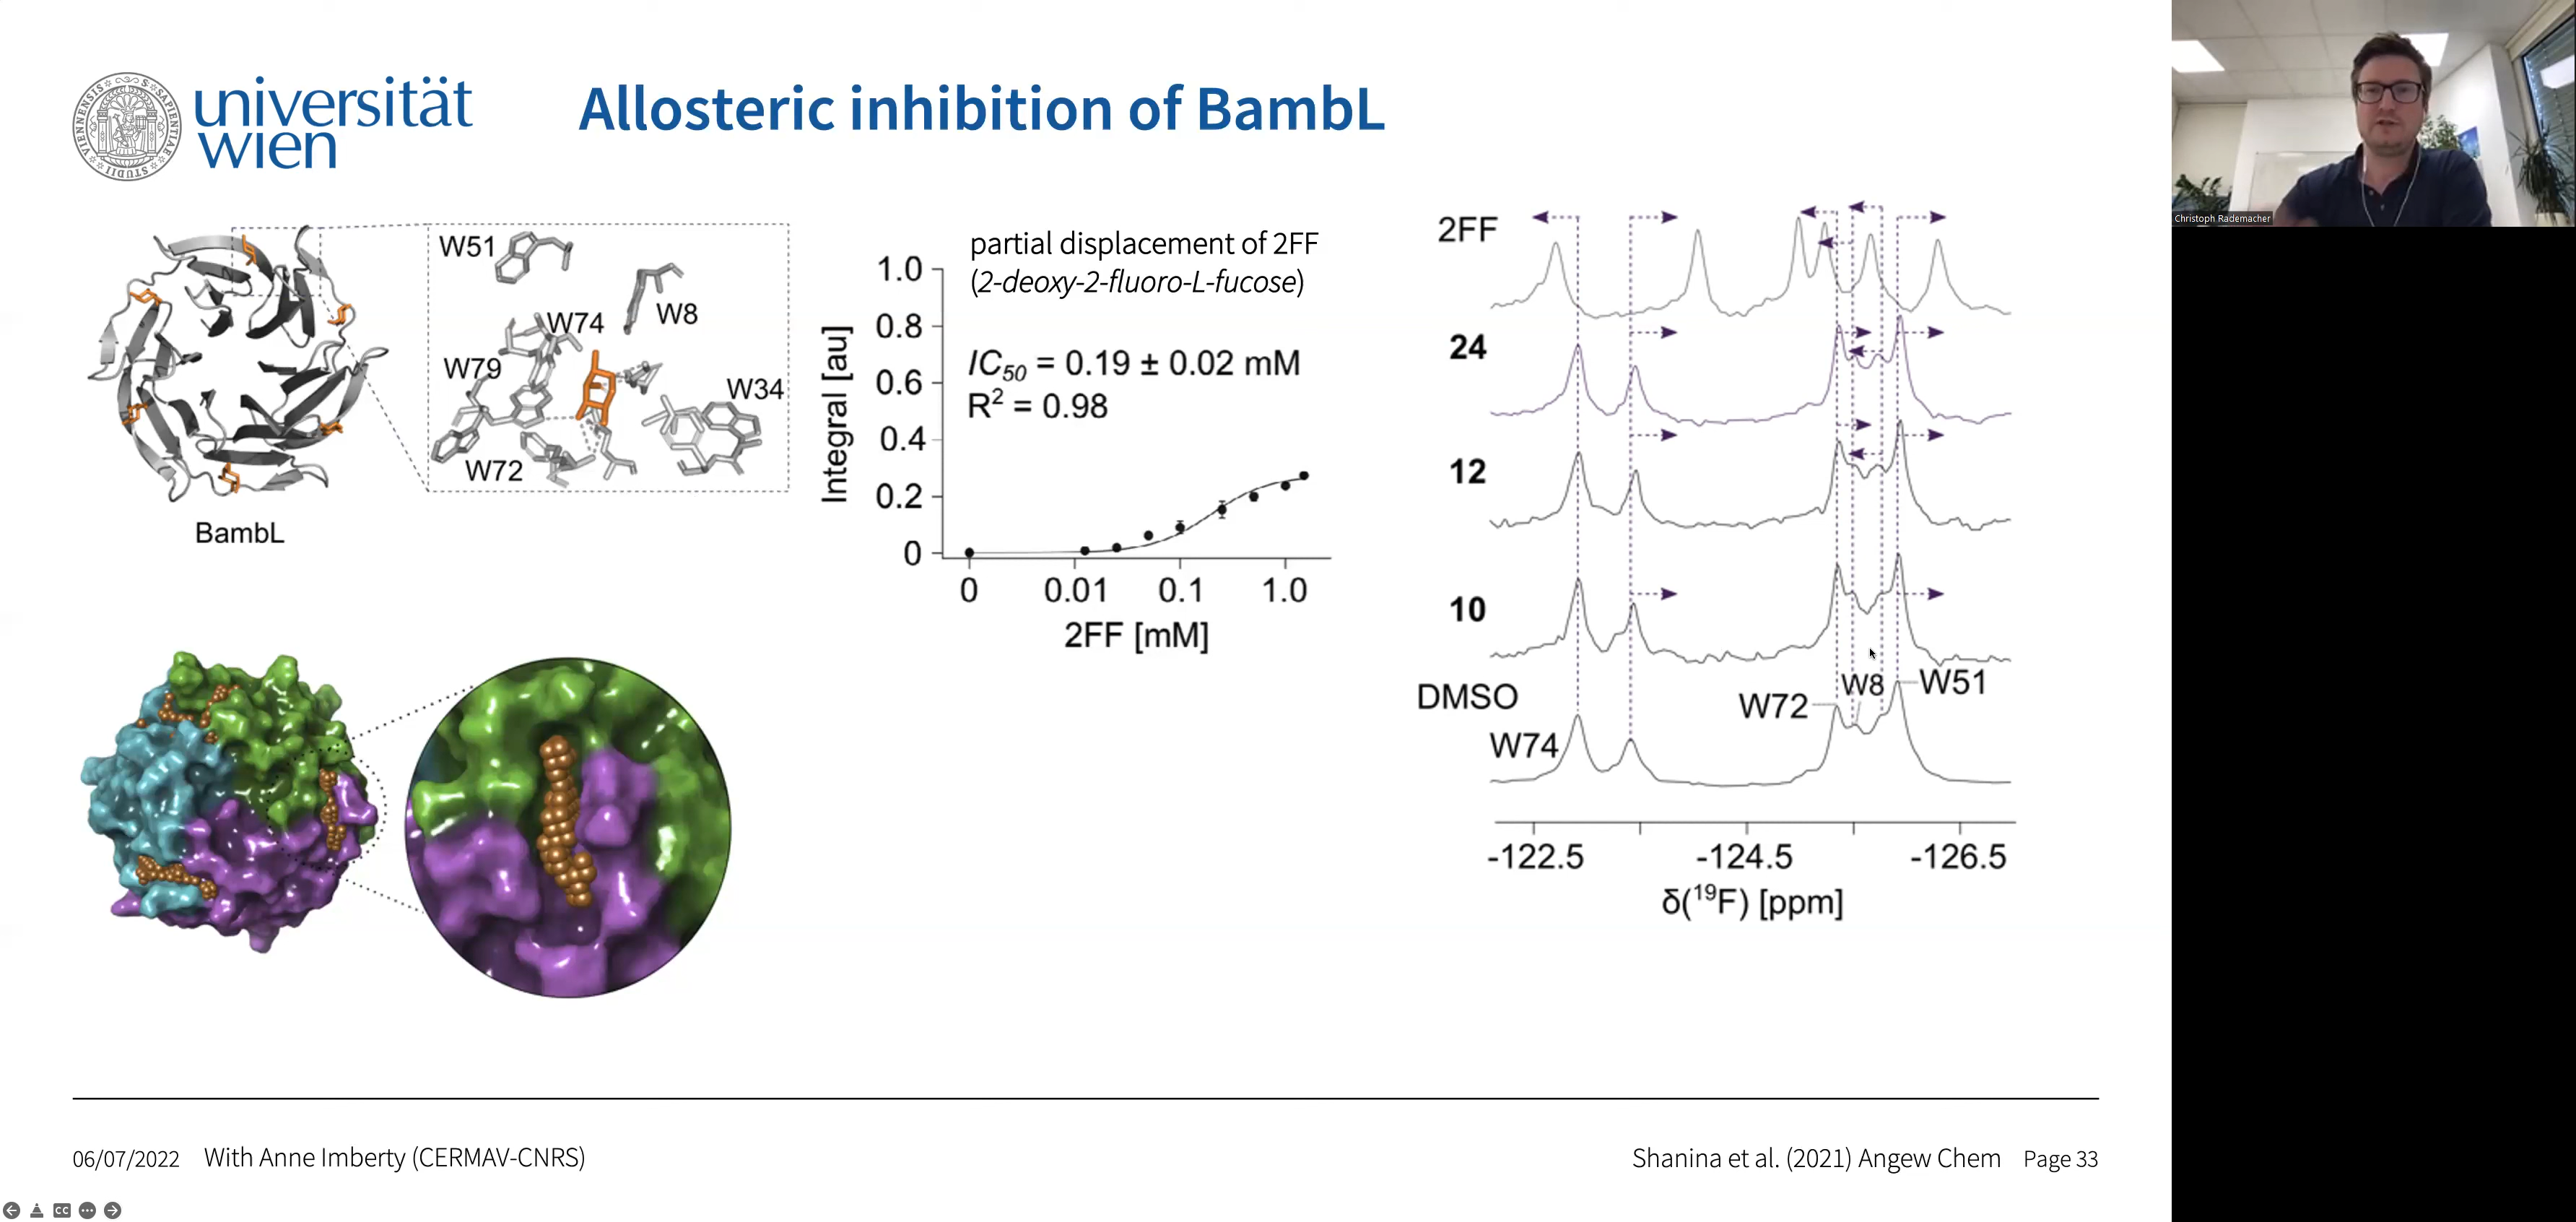 universität
wien
Allosteric inhibition of BambL
Christoph Rademacher
W51
W8
W74
W79
W34
W72
BambL
partial displacement of 2FF
(2-deoxy-2-fluoro-L-fucose)
IC50 = 0.19 ± 0.02 mM
R² = 0.98
Integral [au]
1.0
0.8
0.6
0.4
0.2
0
0 0.01 0.1 1.0
2FF [mM]
2FF
24
12
10
DMSO
W74
W72
W8
W51
-122.5 -124.5 -126.5
δ(¹⁹F) [ppm]
06/07/2022 With Anne Imberty (CERMAV-CNRS)
Shanina et al. (2021) Angew Chem Page 33
CC